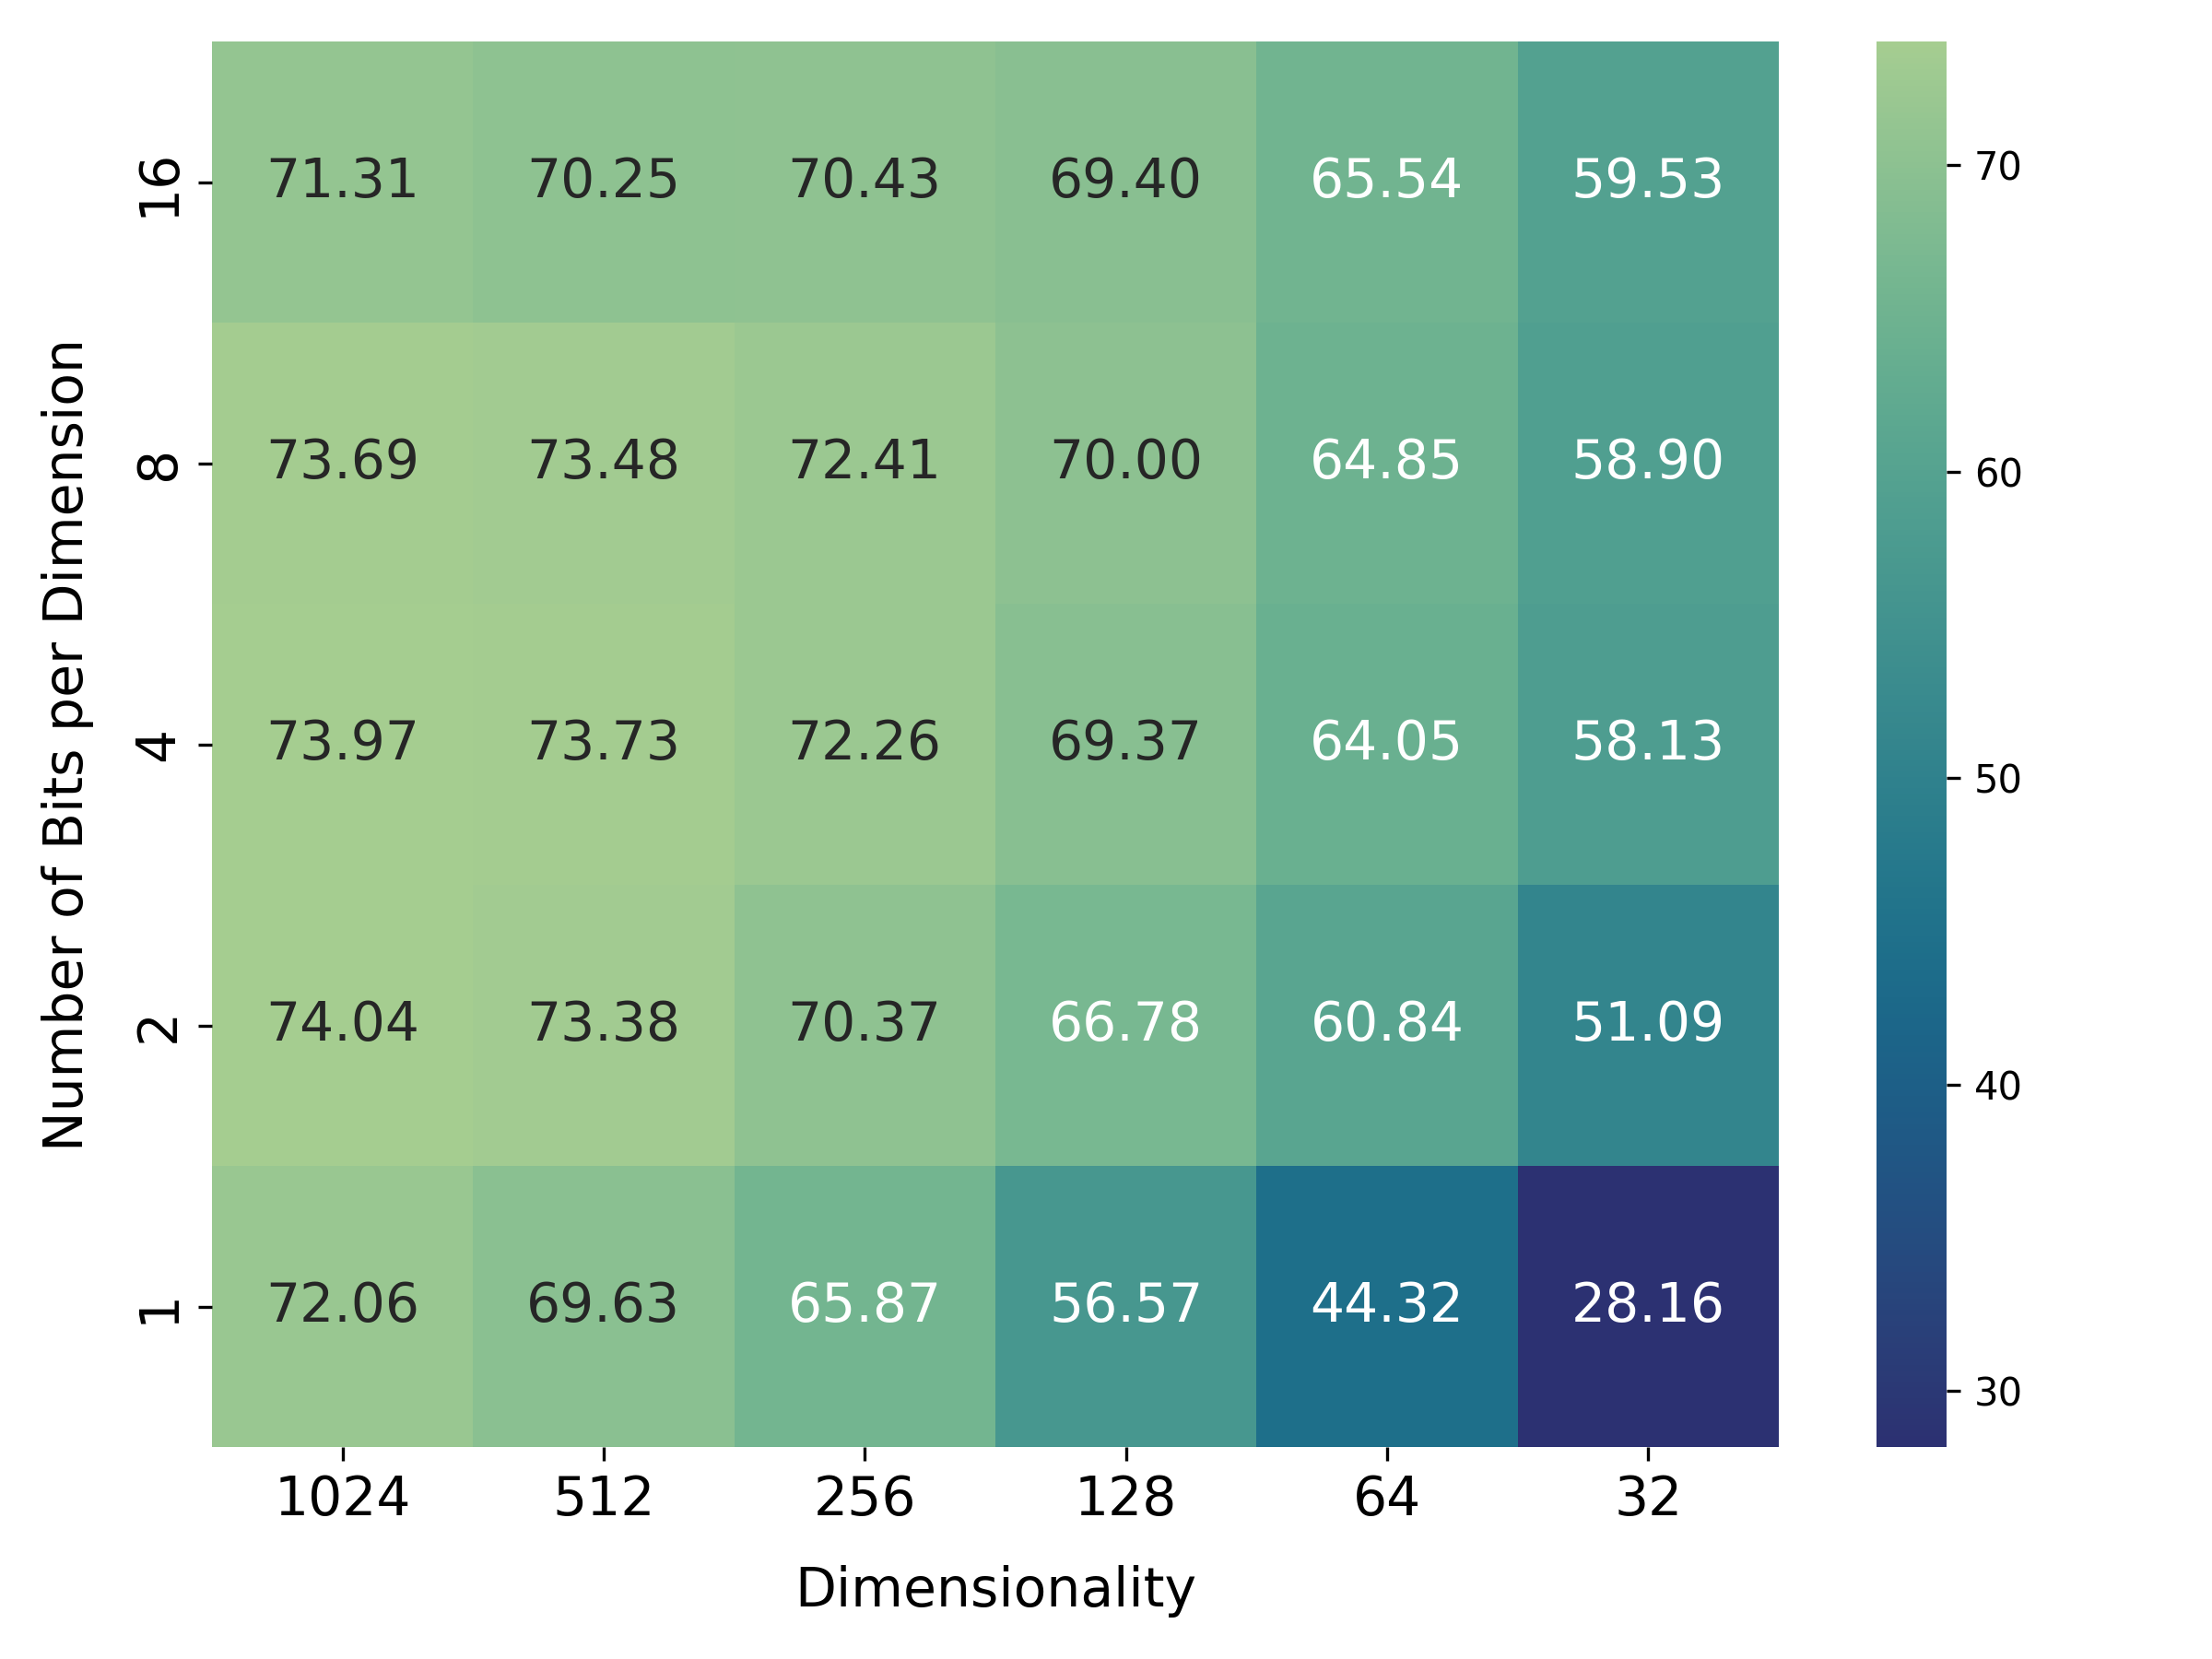 Number of Bits per Dimension
16 71.31 70.25 70.43 69.40 65.54 59.53
8 73.69 73.48 72.41 70.00 64.85 58.90
4 73.97 73.73 72.26 69.37 64.05 58.13
2 74.04 73.38 70.37 66.78 60.84 51.09
1 72.06 69.63 65.87 56.57 44.32 28.16
1024 512 256 128 64 32
Dimensionality
70
60
50
40
30